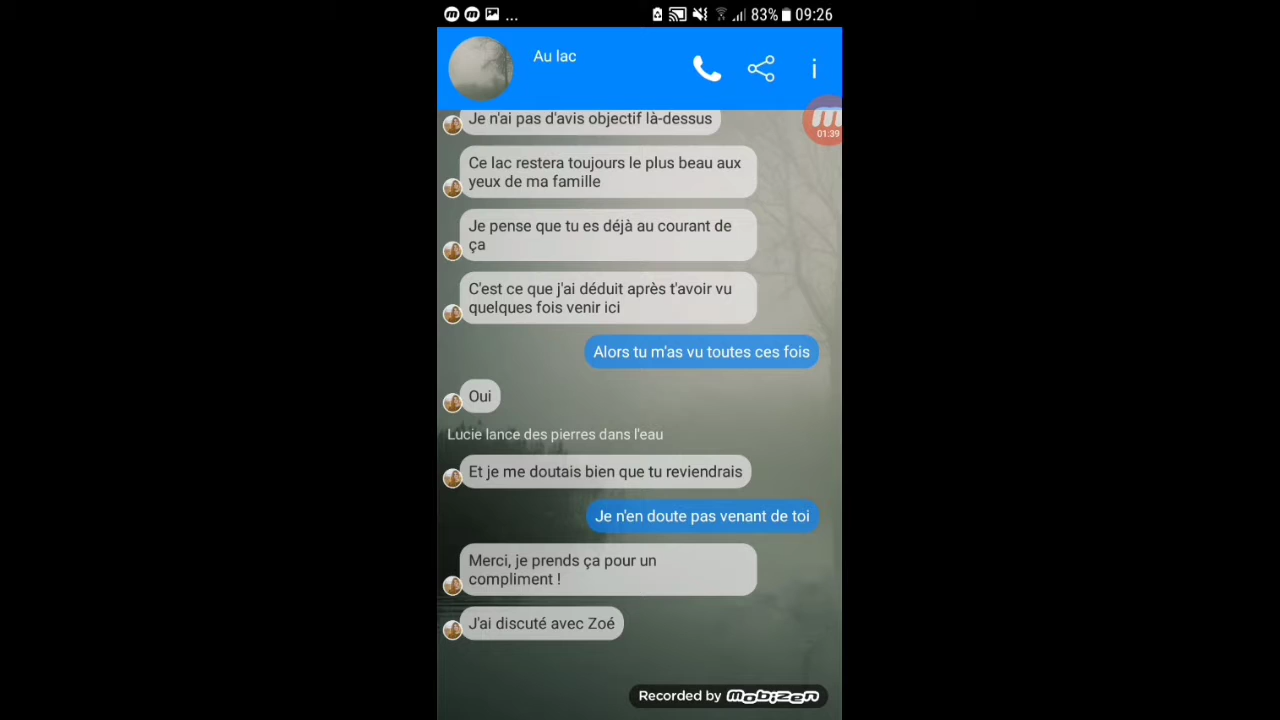 ... 83% 09:26
Au lac
01:39
Je n'ai pas d'avis objectif là-dessus
Ce lac restera toujours le plus beau aux
yeux de ma famille
Je pense que tu es déjà au courant de
ça
C'est ce que j'ai déduit après t'avoir vu
quelques fois venir ici
Alors tu m'as vu toutes ces fois
Oui
Lucie lance des pierres dans l'eau
Et je me doutais bien que tu reviendrais
Je n'en doute pas venant de toi
Merci, je prends ça pour un
compliment !
J'ai discuté avec Zoé
Recorded by Mobizen